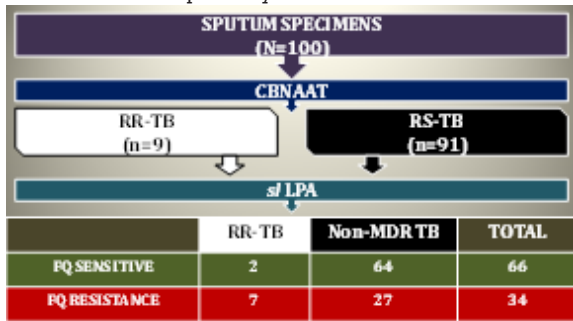 SPUTUM SPECIMENS
(N=100)
CBNAAT
RR-TB
(n=9)
RS-TB
(n=91)
sl LPA
RR-TB Non-MDR TB TOTAL
FQ SENSITIVE 2 64 66
FQ RESISTANCE 7 27 34